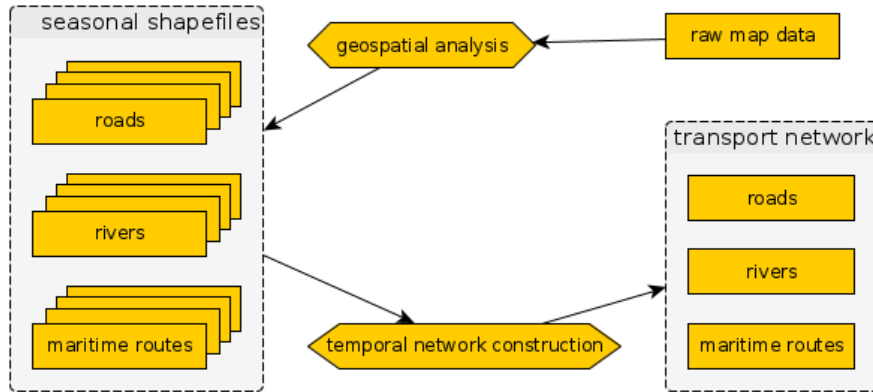 seasonal shapefiles
roads
rivers
maritime routes
geospatial analysis
raw map data
temporal network construction
transport network
roads
rivers
maritime routes